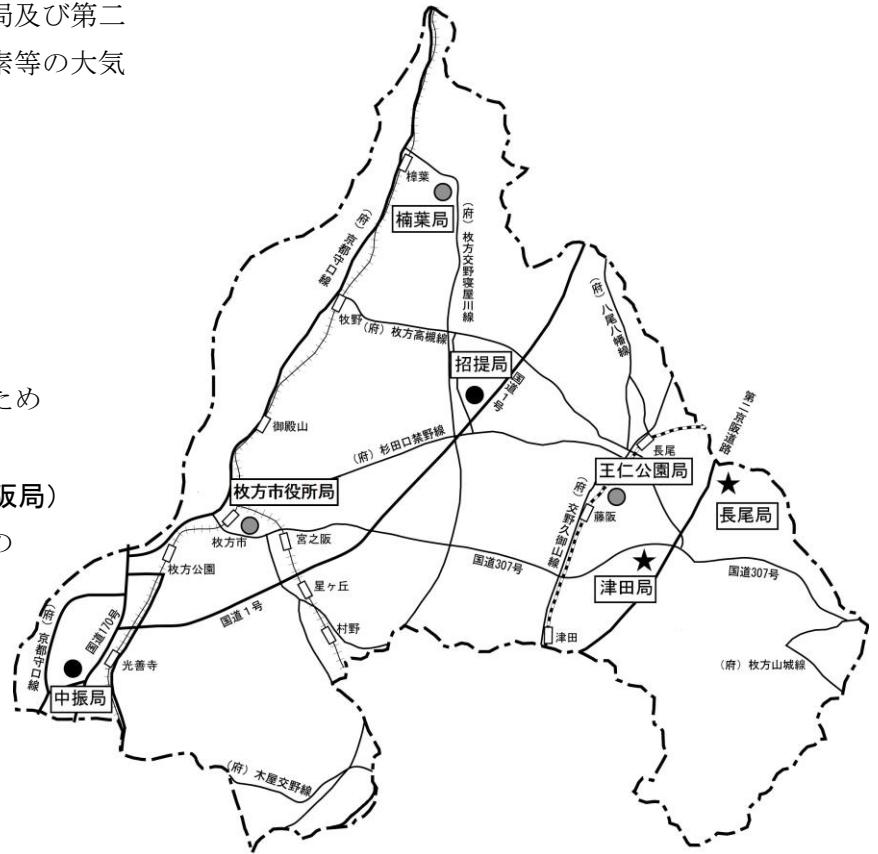 局及び第二
素等の大気
樟葉
楠葉局
(府)京都守口線
(府)枚方交野寝屋川線
牧野
(府)枚方高槻線
(府)八尾八幡線
招提局
国道1号
ため
御殿山
(府)杉田口禁野線
第二京阪道路
長尾
王仁公園局
枚方市役所局
阪局)
長尾局
藤阪
(府)交野久御山線
の
枚方市
宮之阪
枚方公園
国道307号
国道307号
津田局
星ヶ丘
国道1号
村野
津田
(府)京都守口線
国道170号
光善寺
(府)枚方山城線
中振局
(府)木屋交野線